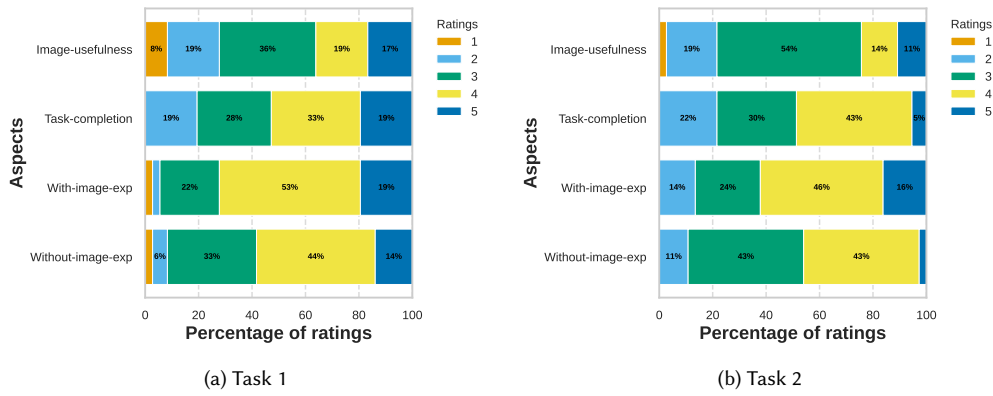 Ratings
1
2
3
4
5
Aspects
Image-usefulness
8% 19% 36% 19% 17%
Task-completion
19% 28% 33% 19%
With-image-exp
22% 53% 19%
Without-image-exp
6% 33% 44% 14%
0 20 40 60 80 100
Percentage of ratings
(a) Task 1
Ratings
1
2
3
4
5
Aspects
Image-usefulness
19% 54% 14% 11%
Task-completion
22% 30% 43% 5%
With-image-exp
14% 24% 46% 16%
Without-image-exp
11% 43% 43%
0 20 40 60 80 100
Percentage of ratings
(b) Task 2